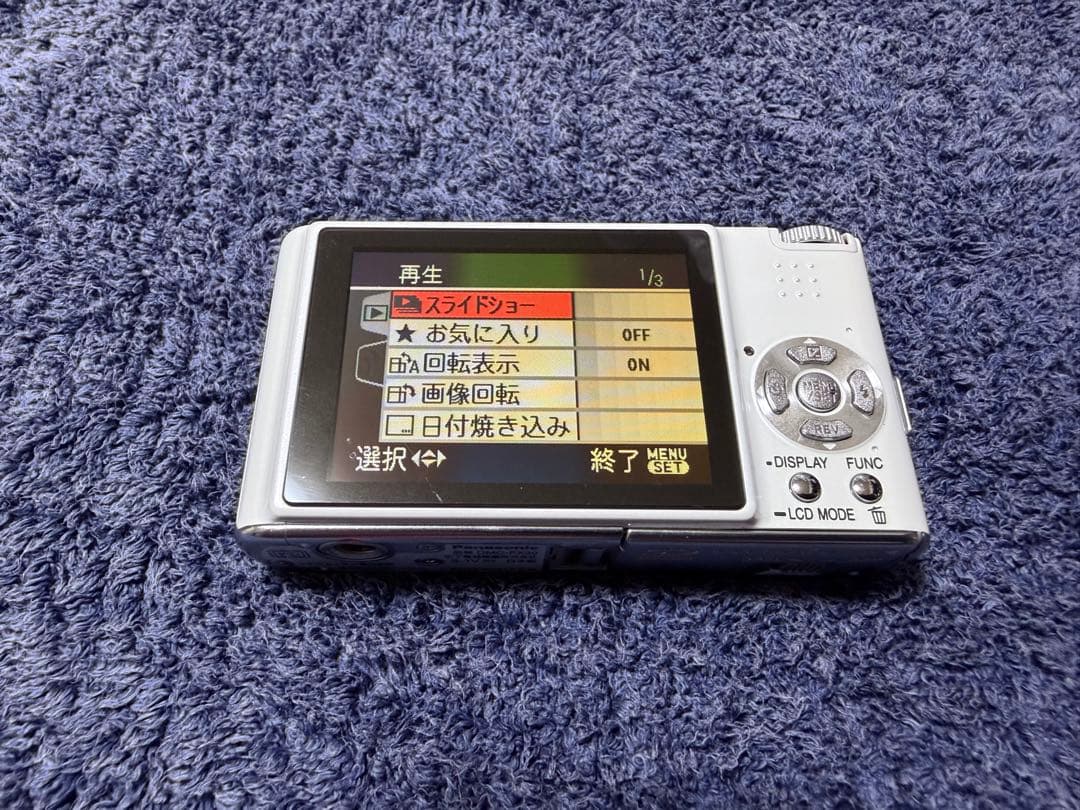 再生 1/3
スライドショー
★ お気に入り OFF
回転表示 ON
画像回転
日付焼き込み
選択 終了 MENU SET
REV
DISPLAY FUNC
LCD MODE
Panasonic